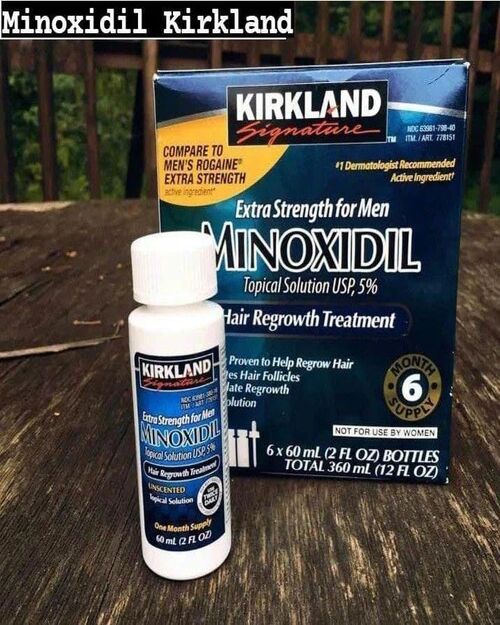 Minoxidil Kirkland
KIRKLAND
Signature
TM
ITM. / ART. 778151
COMPARE TO
MEN'S ROGAINE®
EXTRA STRENGTH
active ingredient*
#1 Dermatologist Recommended
Active Ingredient†
Extra Strength for Men
MINOXIDIL
Topical Solution USP, 5%
Hair Regrowth Treatment
Proven to Help Regrow Hair
Hair Follicles
Regrowth
MONTH
6
SUPPLY
NOT FOR USE BY WOMEN
6 x 60 mL (2 FL OZ) BOTTLES
TOTAL 360 mL (12 FL OZ)
KIRKLAND
Signature
Extra Strength for Men
MINOXIDIL
Topical Solution USP 5%
Hair Regrowth Treatment
UNSCENTED
Topical Solution
TWICE
DAILY
One Month Supply
60 mL (2 FL OZ)